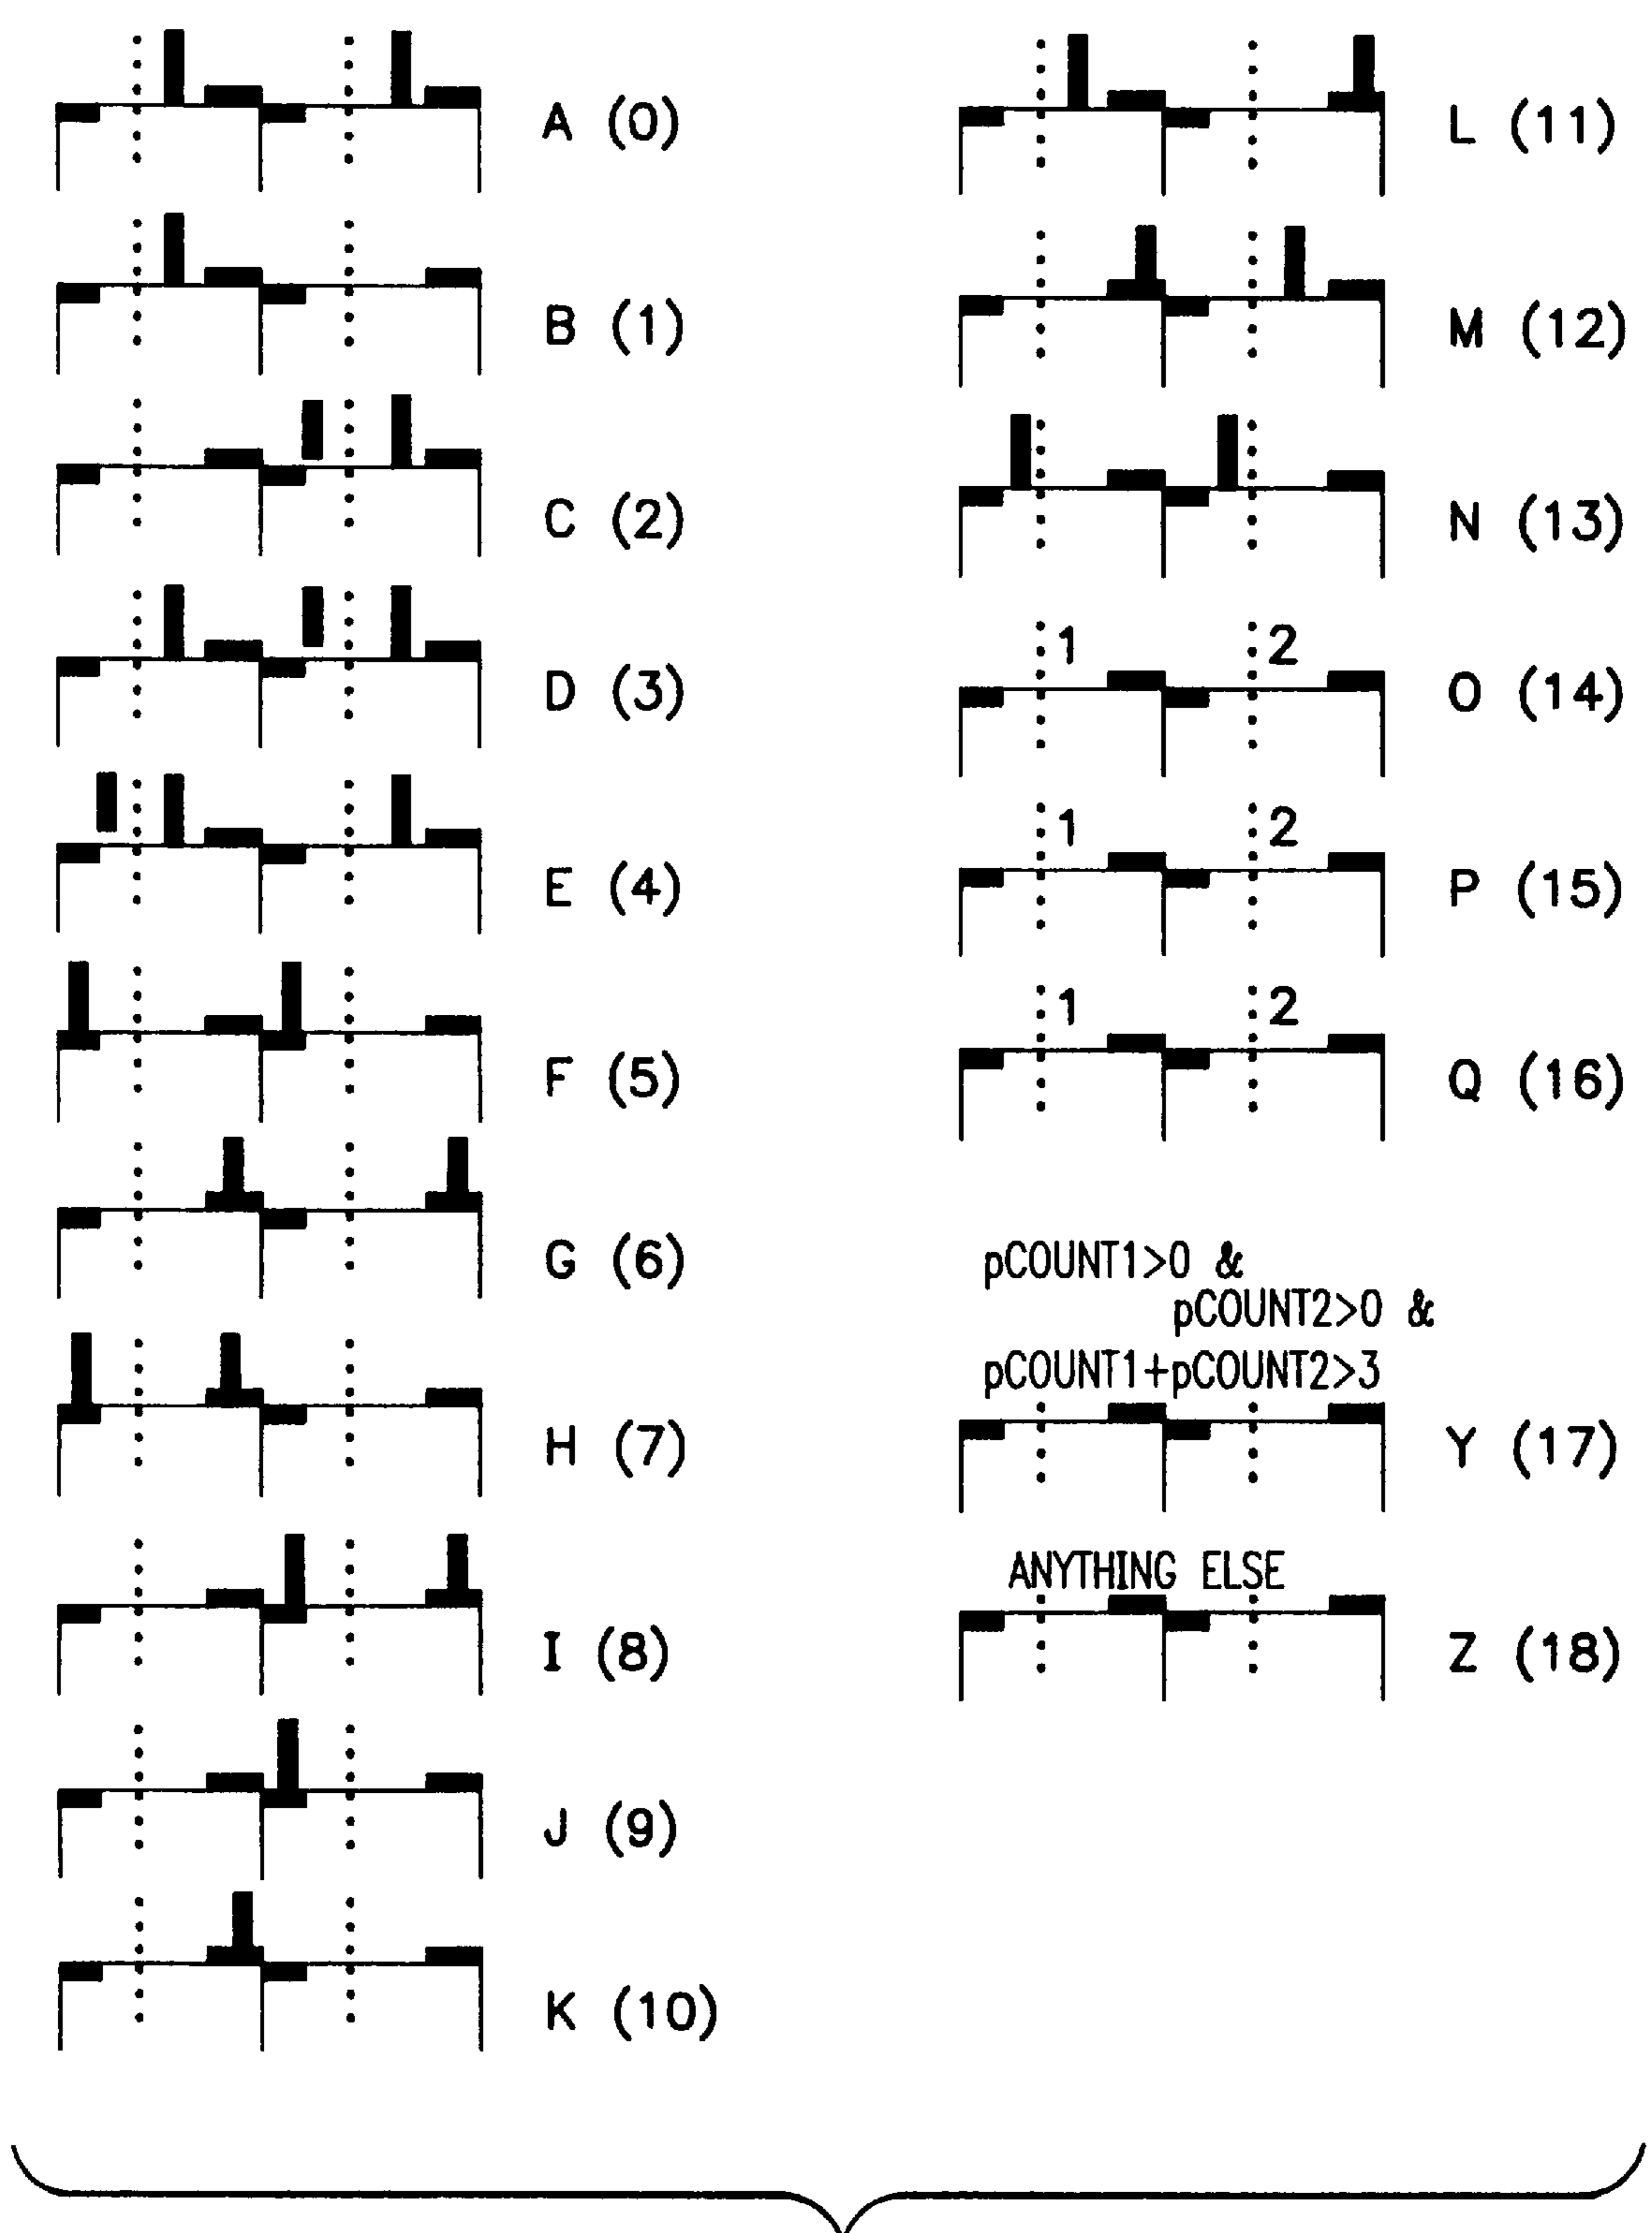 A (0)
B (1)
C (2)
D (3)
E (4)
F (5)
G (6)
H (7)
I (8)
J (9)
K (10)
L (11)
M (12)
N (13)
1 2
O (14)
1 2
P (15)
1 2
Q (16)
pCOUNT1>0 &
pCOUNT2>0 &
pCOUNT1+pCOUNT2>3
Y (17)
ANYTHING ELSE
Z (18)